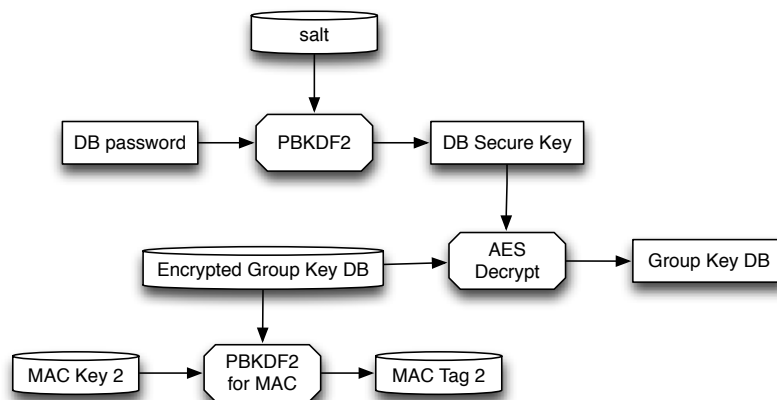 salt
DB password
PBKDF2
DB Secure Key
AES
Decrypt
Group Key DB
Encrypted Group Key DB
MAC Key 2
PBKDF2
for MAC
MAC Tag 2